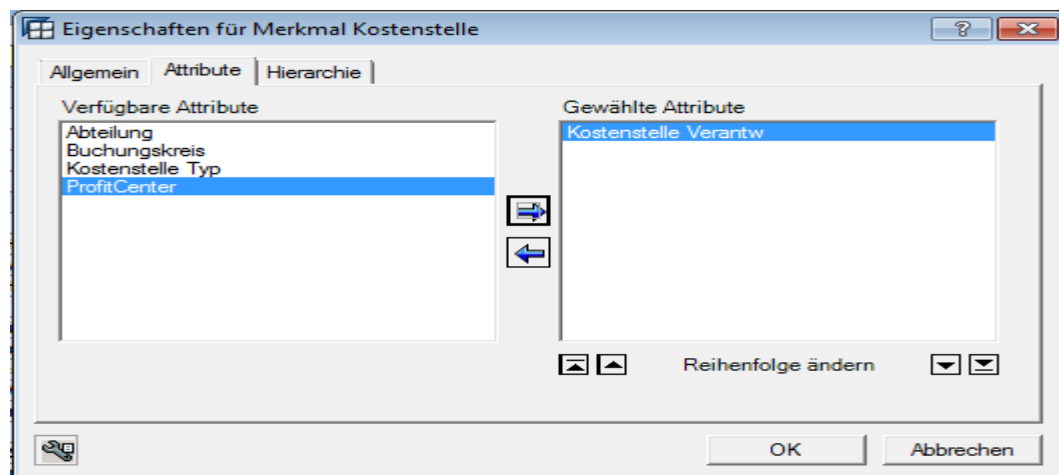 Eigenschaften für Merkmal Kostenstelle
Allgemein Attribute Hierarchie
Verfügbare Attribute
Abteilung
Buchungskreis
Kostenstelle Typ
ProfitCenter
Gewählte Attribute
Kostenstelle Verantw
Reihenfolge ändern
OK Abbrechen